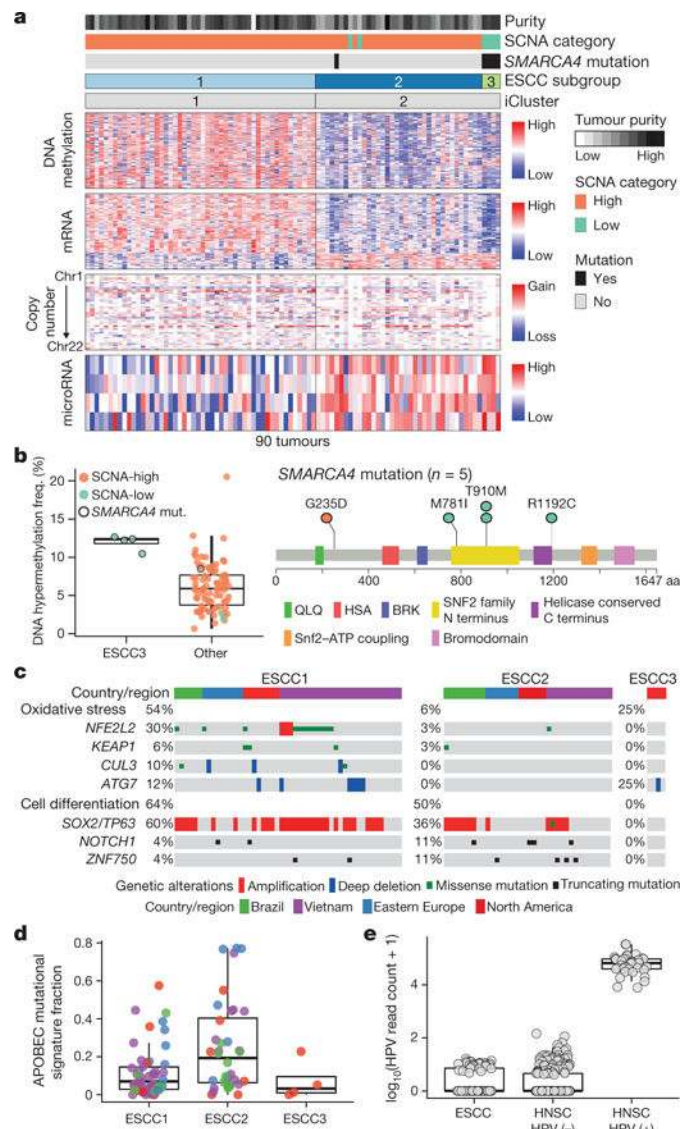 a
Purity
SCNA category
SMARCA4 mutation
1 2 3 ESCC subgroup
1 2 iCluster
DNA methylation
High
Low
mRNA
High
Low
Chr1
Copy number
Chr22
Gain
Loss
microRNA
High
Low
90 tumours
Tumour purity
Low High
SCNA category
High
Low
Mutation
Yes
No
b
DNA hypermethylation freq. (%)
20
15
10
5
0
SCNA-high
SCNA-low
SMARCA4 mut.
ESCC3 Other
SMARCA4 mutation (n = 5)
T910M
G235D M781I R1192C
0 400 800 1200 1647 aa
QLQ HSA BRK SNF2 family N terminus Helicase conserved C terminus
Snf2–ATP coupling Bromodomain
c
ESCC1 ESCC2 ESCC3
Country/region
Oxidative stress 54% 6% 25%
NFE2L2 30% 3% 0%
KEAP1 6% 3% 0%
CUL3 10% 0% 0%
ATG7 12% 0% 25%
Cell differentiation 64% 50% 0%
SOX2/TP63 60% 36% 0%
NOTCH1 4% 11% 0%
ZNF750 4% 11% 0%
Genetic alterations Amplification Deep deletion Missense mutation Truncating mutation
Country/region Brazil Vietnam Eastern Europe North America
d
APOBEC mutational signature fraction
0.8
0.6
0.4
0.2
0
ESCC1 ESCC2 ESCC3
e
log10(HPV read count + 1)
4
2
0
ESCC HNSC HNSC